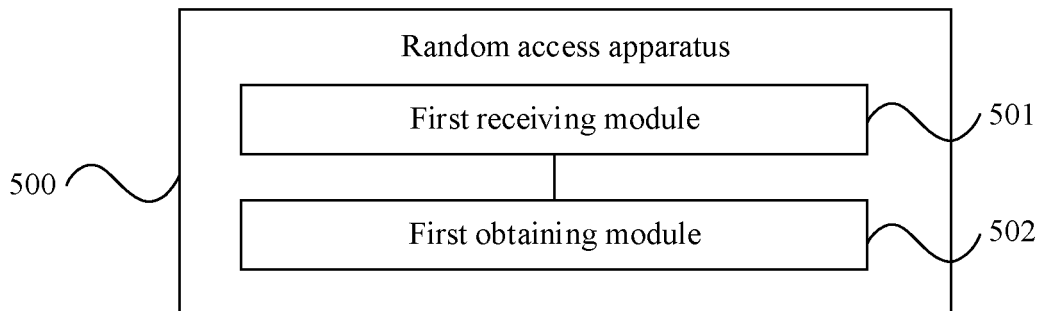 Random access apparatus
First receiving module
501
500
First obtaining module
502